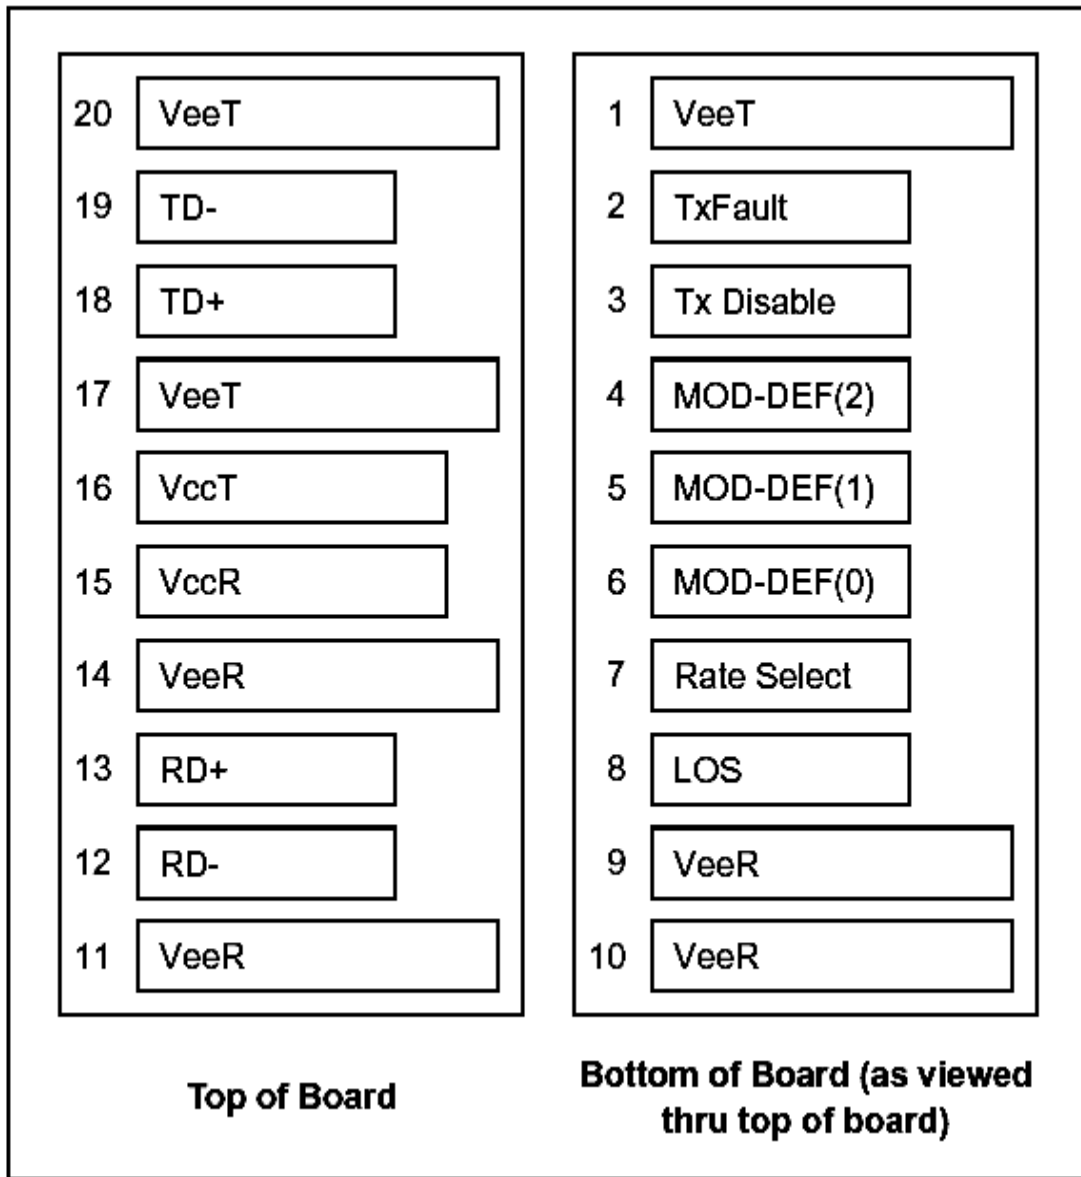 20 VeeT
19 TD-
18 TD+
17 VeeT
16 VccT
15 VccR
14 VeeR
13 RD+
12 RD-
11 VeeR
Top of Board
1 VeeT
2 TxFault
3 Tx Disable
4 MOD-DEF(2)
5 MOD-DEF(1)
6 MOD-DEF(0)
7 Rate Select
8 LOS
9 VeeR
10 VeeR
Bottom of Board (as viewed
thru top of board)